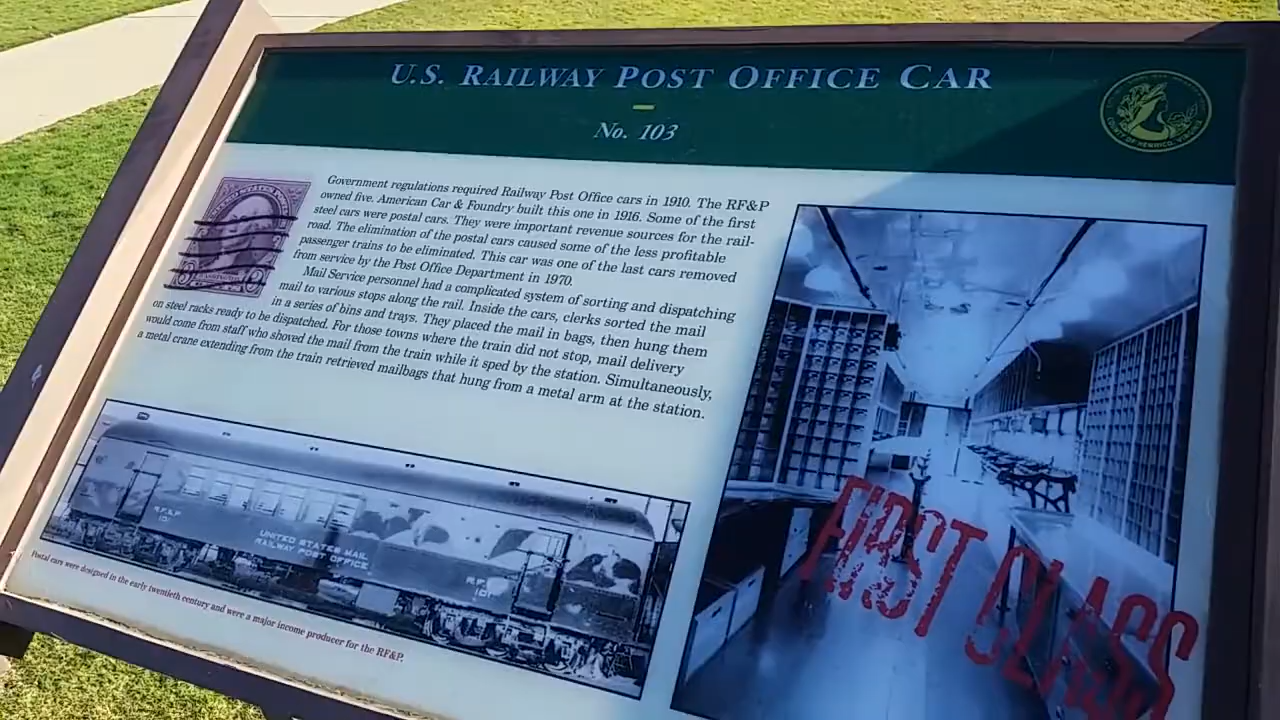 U.S. RAILWAY POST OFFICE CAR
No. 103
COUNTY OF HENRICO, VIRGINIA
Government regulations required Railway Post Office cars in 1910. The RF&P
owned five. American Car & Foundry built this one in 1916. Some of the first
steel cars were postal cars. They were important revenue sources for the rail-
road. The elimination of the postal cars caused some of the less profitable
passenger trains to be eliminated. This car was one of the last cars removed
from service by the Post Office Department in 1970.
Mail Service personnel had a complicated system of sorting and dispatching
mail to various stops along the rail. Inside the cars, clerks sorted the mail
in a series of bins and trays. They placed the mail in bags, then hung them
on steel racks ready to be dispatched. For those towns where the train did not stop, mail delivery
would come from staff who shoved the mail from the train while it sped by the station. Simultaneously,
a metal crane extending from the train retrieved mailbags that hung from a metal arm at the station.
R.F.&P.
101
UNITED STATES MAIL
RAILWAY POST OFFICE
R.F.
101
Postal cars were designed in the early twentieth century and were a major income producer for the RF&P.
FIRST CLASS